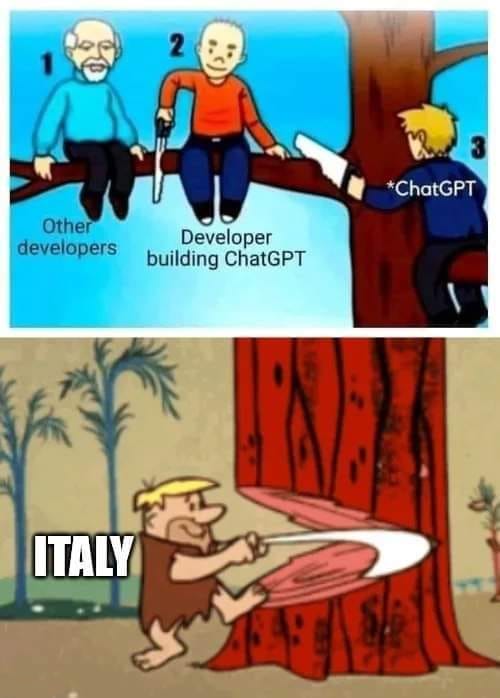 1
2
3
*ChatGPT
Other
developers
Developer
building ChatGPT
ITALY